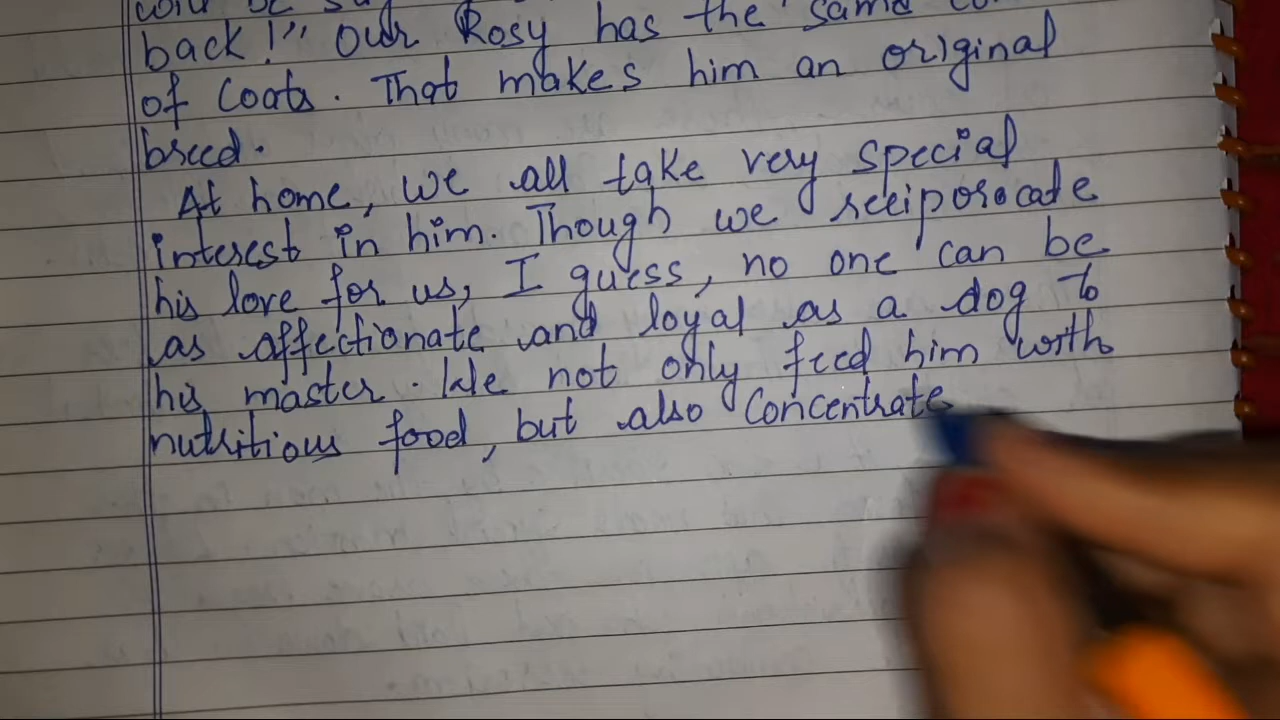 back!" Our Rosy has the same
of Coats. That makes him an original
breed.
At home, we all take very special
interest in him. Though we reciporocate
his love for us, I guess, no one can be
as affectionate and loyal as a dog to
his master. We not only feed him with
nutritious food, but also Concentrate